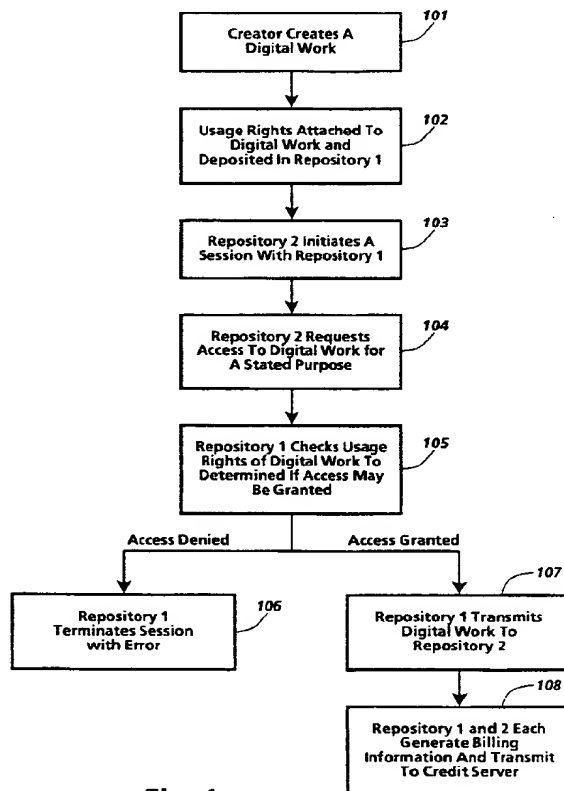 101
Creator Creates A
Digital Work
102
Usage Rights Attached To
Digital Work and
Deposited In Repository 1
103
Repository 2 Initiates A
Session With Repository 1
104
Repository 2 Requests
Access To Digital Work for
A Stated Purpose
105
Repository 1 Checks Usage
Rights of Digital Work To
Determined If Access May
Be Granted
Access Denied
Access Granted
106
Repository 1
Terminates Session
with Error
107
Repository 1 Transmits
Digital Work To
Repository 2
108
Repository 1 and 2 Each
Generate Billing
Information And Transmit
To Credit Server